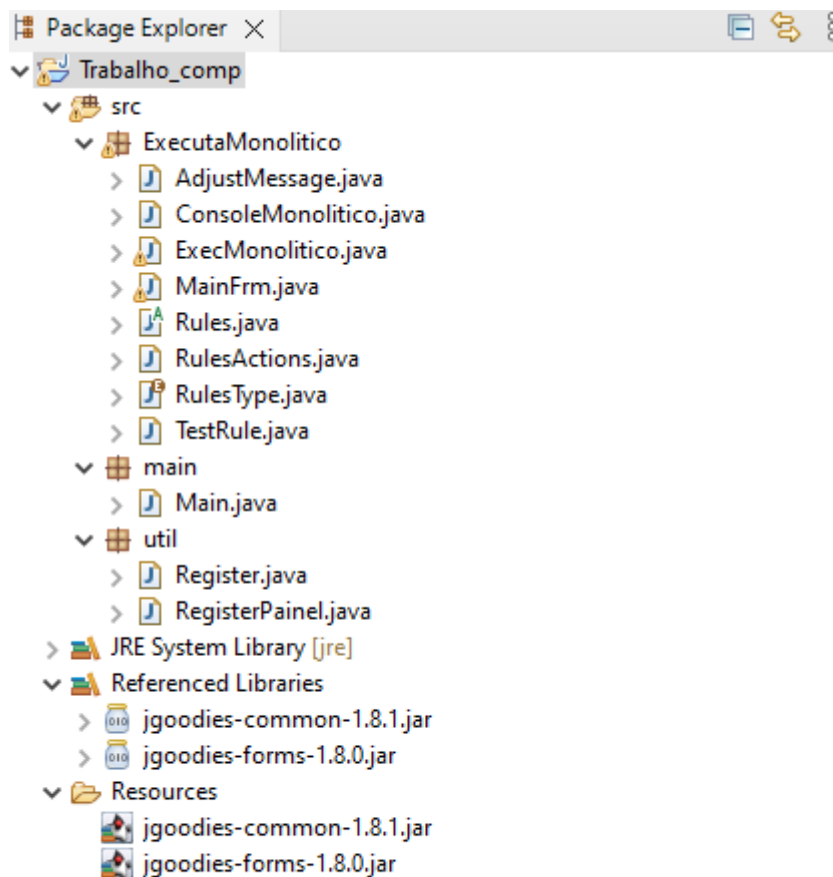 Package Explorer
Trabalho_comp
src
ExecutaMonolitico
AdjustMessage.java
ConsoleMonolitico.java
ExecMonolitico.java
MainFrm.java
Rules.java
RulesActions.java
RulesType.java
TestRule.java
main
Main.java
util
Register.java
RegisterPainel.java
JRE System Library [jre]
Referenced Libraries
jgoodies-common-1.8.1.jar
jgoodies-forms-1.8.0.jar
Resources
jgoodies-common-1.8.1.jar
jgoodies-forms-1.8.0.jar